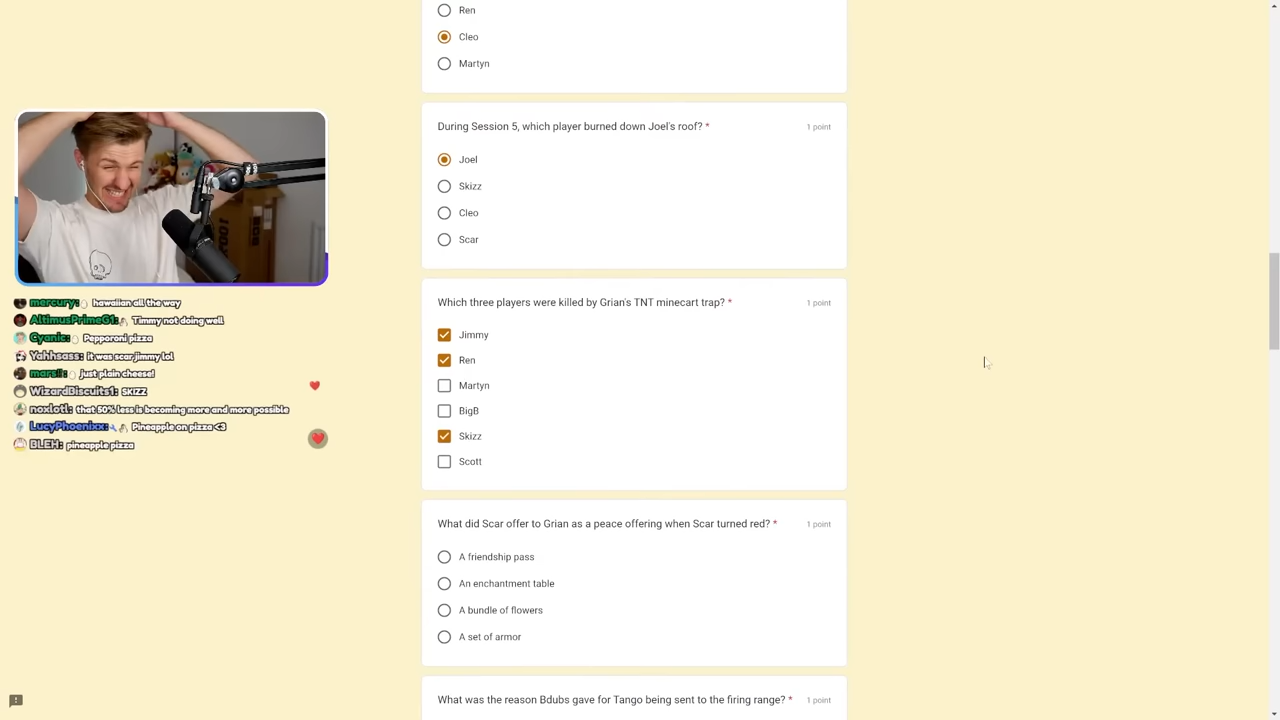 Ren
Cleo
Martyn
During Session 5, which player burned down Joel's roof? *
1 point
Joel
Skizz
Cleo
Scar
Which three players were killed by Grian's TNT minecart trap? *
1 point
Jimmy
Ren
Martyn
BigB
Skizz
Scott
What did Scar offer to Grian as a peace offering when Scar turned red? *
1 point
A friendship pass
An enchantment table
A bundle of flowers
A set of armor
What was the reason Bdubs gave for Tango being sent to the firing range? *
1 point
mercury: hawaiian all the way
AltimusPrimeG1: Timmy not doing well
Cyanic: Pepporoni pizza
Yahhsass: it was scar jimmy lol
mars!!: Just plain cheese!
WizardBiscuits1: SKIZZ
noxlotl: that 50% less is becoming more and more possible
LucyPhoenixx: Pineapple on pizza<3
BLEH: pineapple pizza